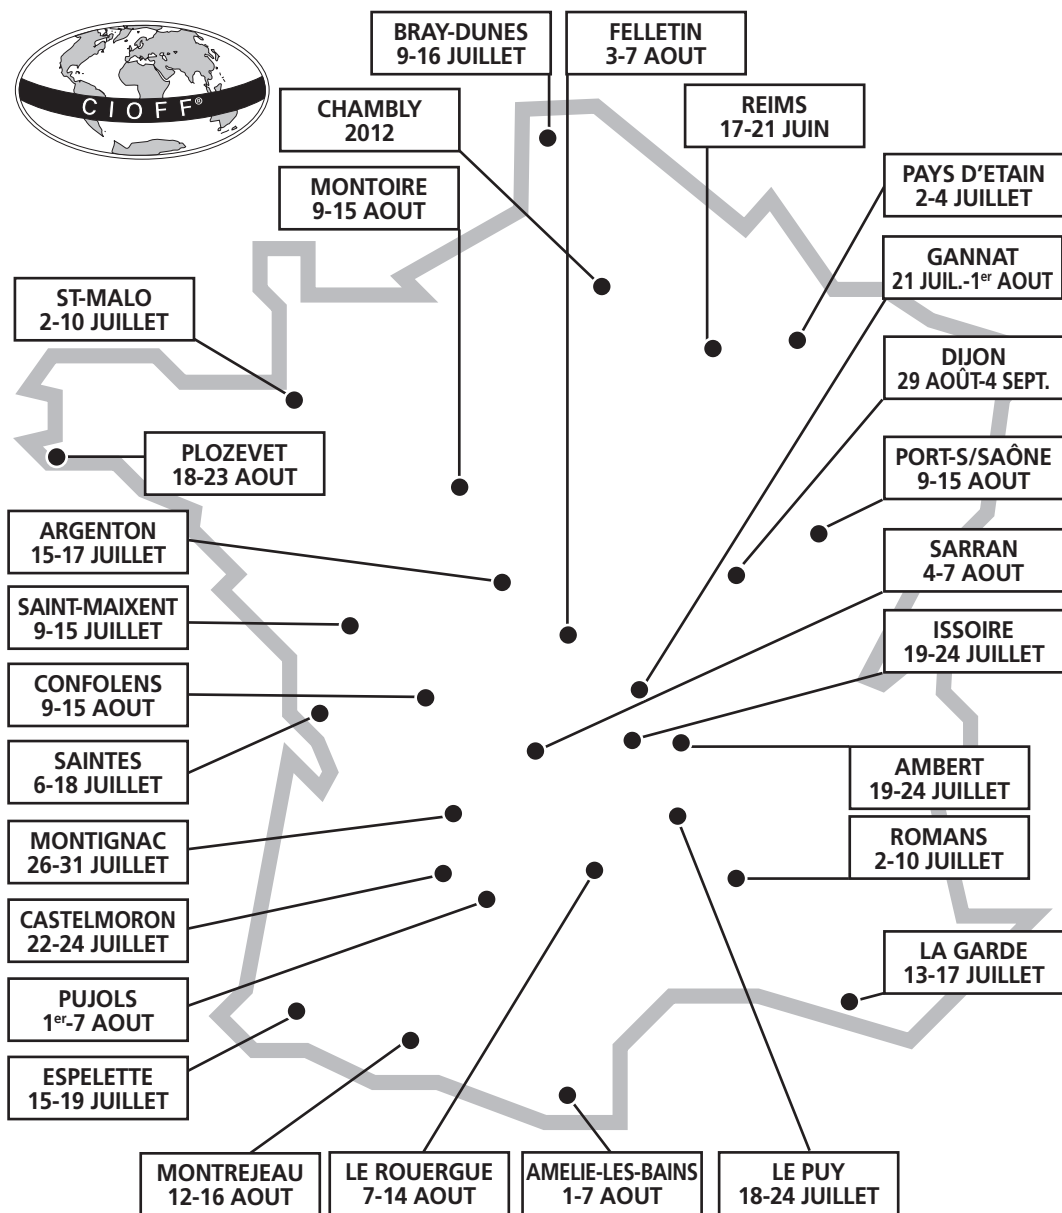 CIOFF®
BRAY-DUNES
9-16 JUILLET
FELLETIN
3-7 AOUT
CHAMBLY
2012
REIMS
17-21 JUIN
MONTOIRE
9-15 AOUT
PAYS D'ETAIN
2-4 JUILLET
GANNAT
21 JUIL.-1er AOUT
ST-MALO
2-10 JUILLET
DIJON
29 AOÛT-4 SEPT.
PLOZEVET
18-23 AOUT
PORT-S/SAÔNE
9-15 AOUT
ARGENTON
15-17 JUILLET
SARRAN
4-7 AOUT
SAINT-MAIXENT
9-15 JUILLET
ISSOIRE
19-24 JUILLET
CONFOLENS
9-15 AOUT
SAINTES
6-18 JUILLET
AMBERT
19-24 JUILLET
MONTIGNAC
26-31 JUILLET
ROMANS
2-10 JUILLET
CASTELMORON
22-24 JUILLET
LA GARDE
13-17 JUILLET
PUJOLS
1er-7 AOUT
ESPELETTE
15-19 JUILLET
MONTREJEAU
12-16 AOUT
LE ROUERGUE
7-14 AOUT
AMELIE-LES-BAINS
1-7 AOUT
LE PUY
18-24 JUILLET